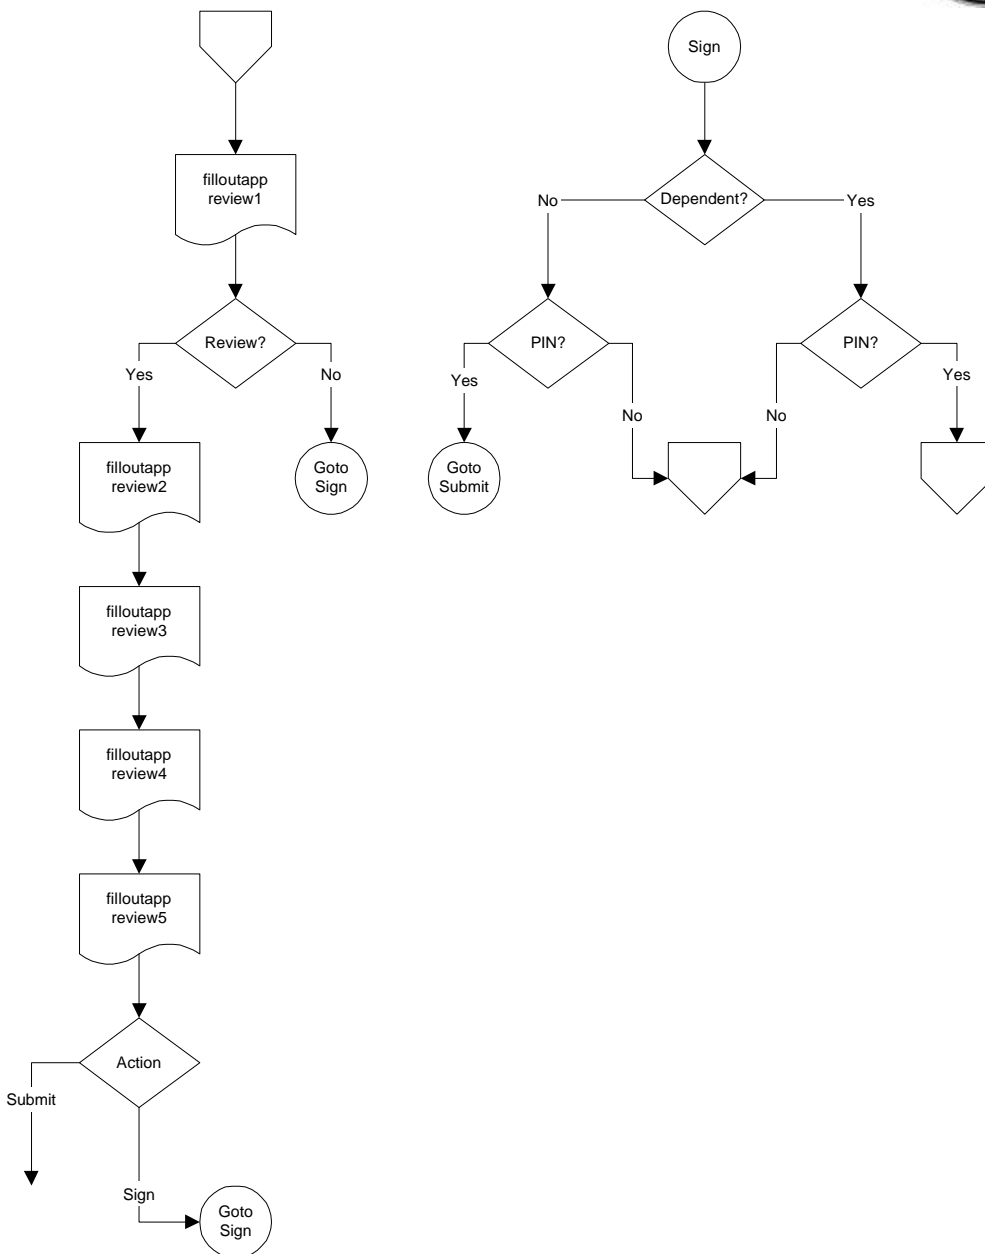 filloutapp
review1
Review?
Yes
No
filloutapp
review2
Goto
Sign
filloutapp
review3
filloutapp
review4
filloutapp
review5
Action
Submit
Sign
Goto
Sign
Sign
Dependent?
No
Yes
PIN?
PIN?
Yes
No
No
Yes
Goto
Submit